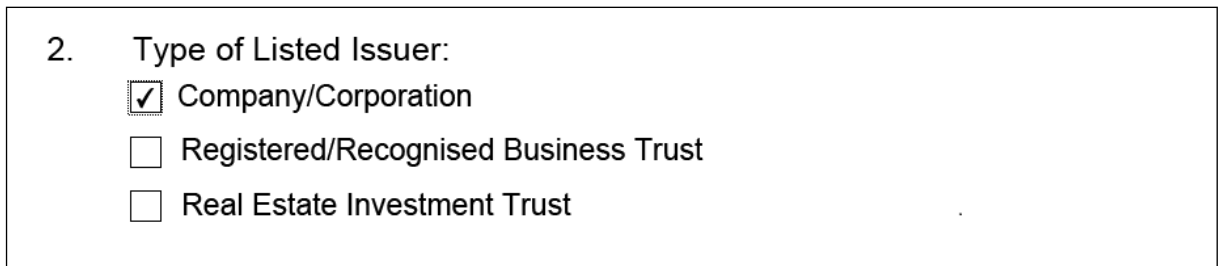 2. Type of Listed Issuer:
✓ Company/Corporation
Registered/Recognised Business Trust
Real Estate Investment Trust